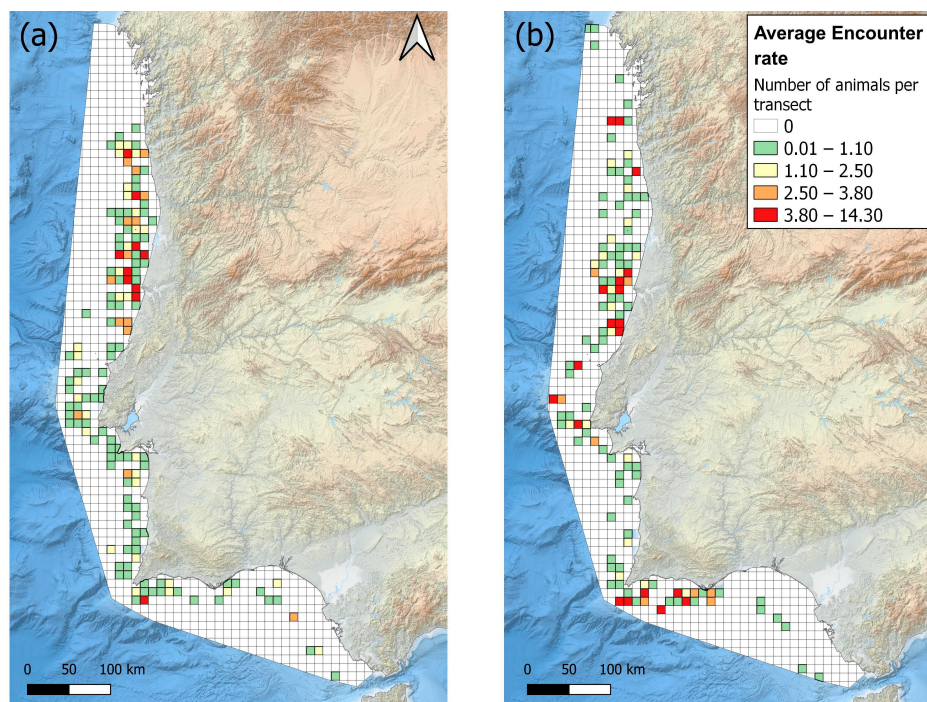 (a)
(b)
Average Encounter
rate
Number of animals per
transect
0
0.01 – 1.10
1.10 – 2.50
2.50 – 3.80
3.80 – 14.30
0 50 100 km
0 50 100 km